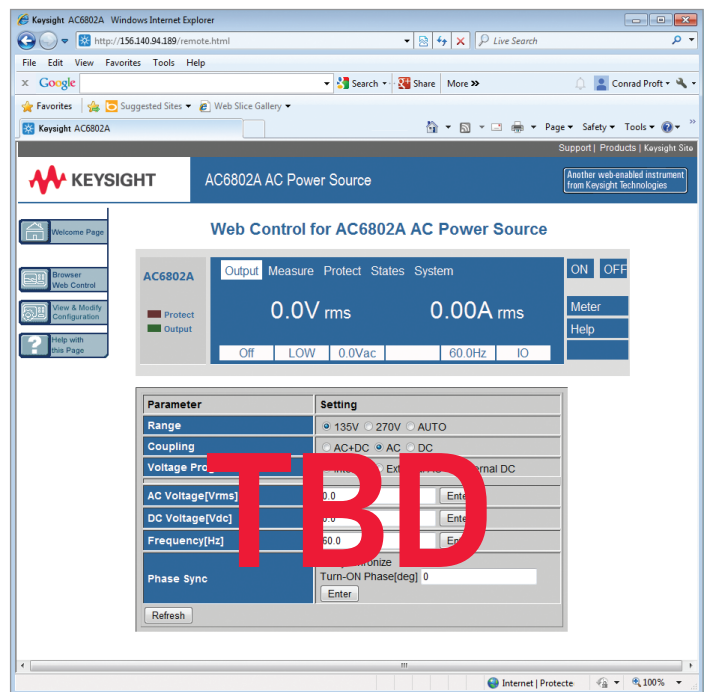 Keysight AC6802A Windows Internet Explorer
http://156.140.94.189/remote.html
Live Search
File Edit View Favorites Tools Help
x Google Search Share More >> Conrad Proft
Favorites Suggested Sites Web Slice Gallery
Keysight AC6802A Page Safety Tools »
Support | Products | Keysight Site
KEYSIGHT AC6802A AC Power Source
Another web-enabled instrument
from Keysight Technologies
Welcome Page
Web Control for AC6802A AC Power Source
Browser
Web Control
View & Modify
Configuration
Help with
this Page
AC6802A
Protect
Output
Output Measure Protect States System
0.0V rms 0.00A rms
Off LOW 0.0Vac 60.0Hz IO
ON OFF
Meter
Help
Parameter Setting
Range 135V 270V AUTO
Coupling AC+DC AC DC
Voltage DC
AC Voltage[Vrms]
DC Voltage[Vdc]
Frequency[Hz] 60.0
Phase Sync
Turn-ON Phase[deg] 0
Enter
Refresh
TBD
Internet | Protecte 100%